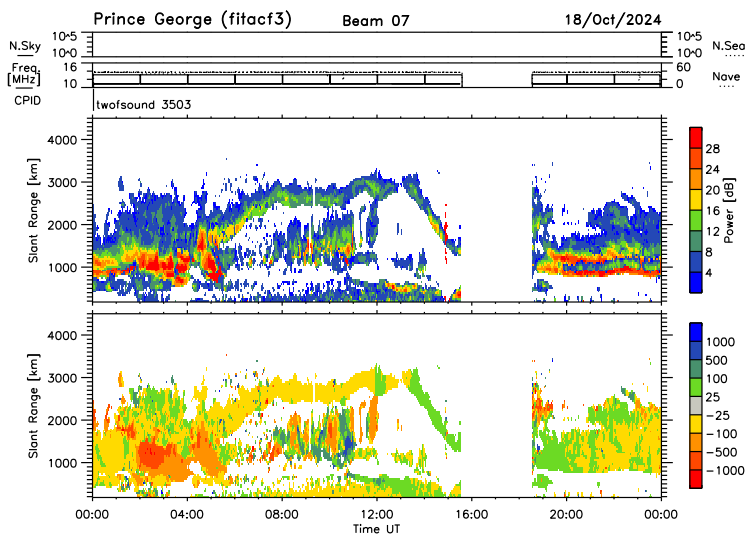 Prince George (fitacf3) Beam 07 18/Oct/2024
10^5 10^5
N.Sky N.Sea
10^0 10^0
Freq. 16 60
[MHz] 10 0 Nave
CPID twofsound 3503
4000
3000
2000
1000
Slant Range [km]
28
24
20
16
12
8
4
Power [dB]
4000
3000
2000
1000
Slant Range [km]
1000
500
100
25
-25
-100
-500
-1000
00:00 04:00 08:00 12:00 16:00 20:00 00:00
Time UT